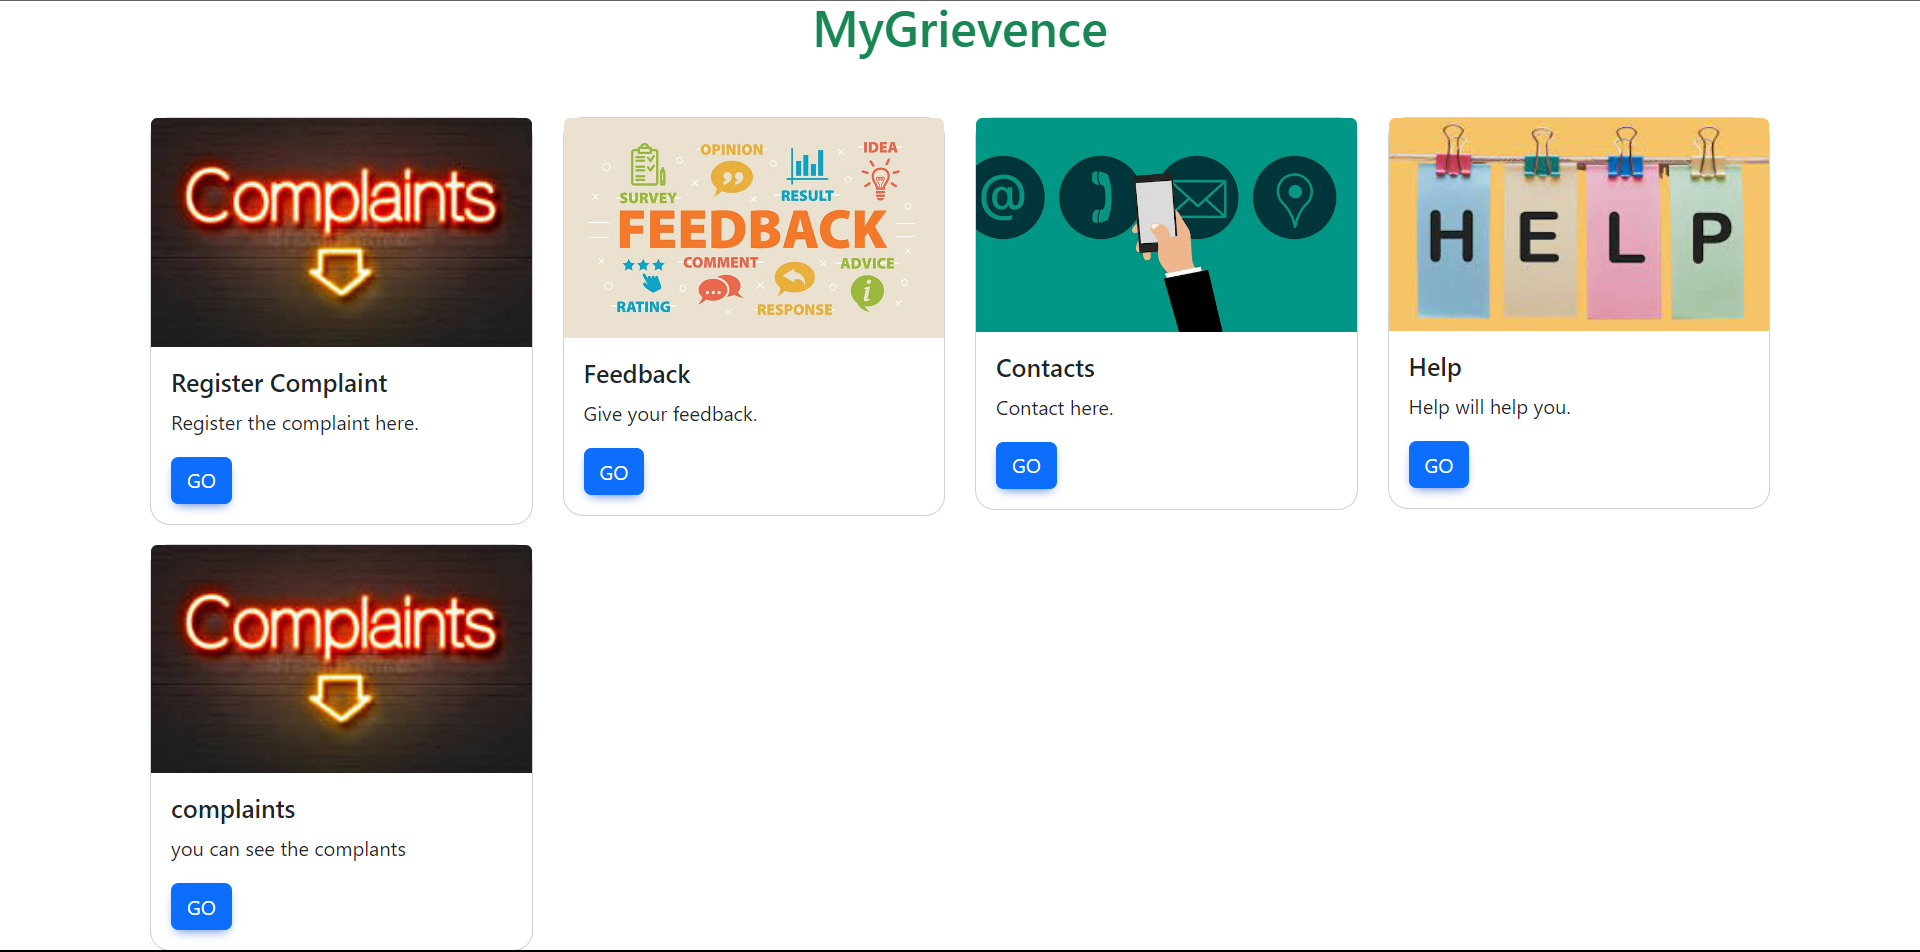 MyGrievence
Complaints
Register Complaint
Register the complaint here.
GO
SURVEY
OPINION
RESULT
IDEA
FEEDBACK
RATING
COMMENT
RESPONSE
ADVICE
Feedback
Give your feedback.
GO
@
Contacts
Contact here.
GO
HELP
Help
Help will help you.
GO
Complaints
complaints
you can see the complants
GO